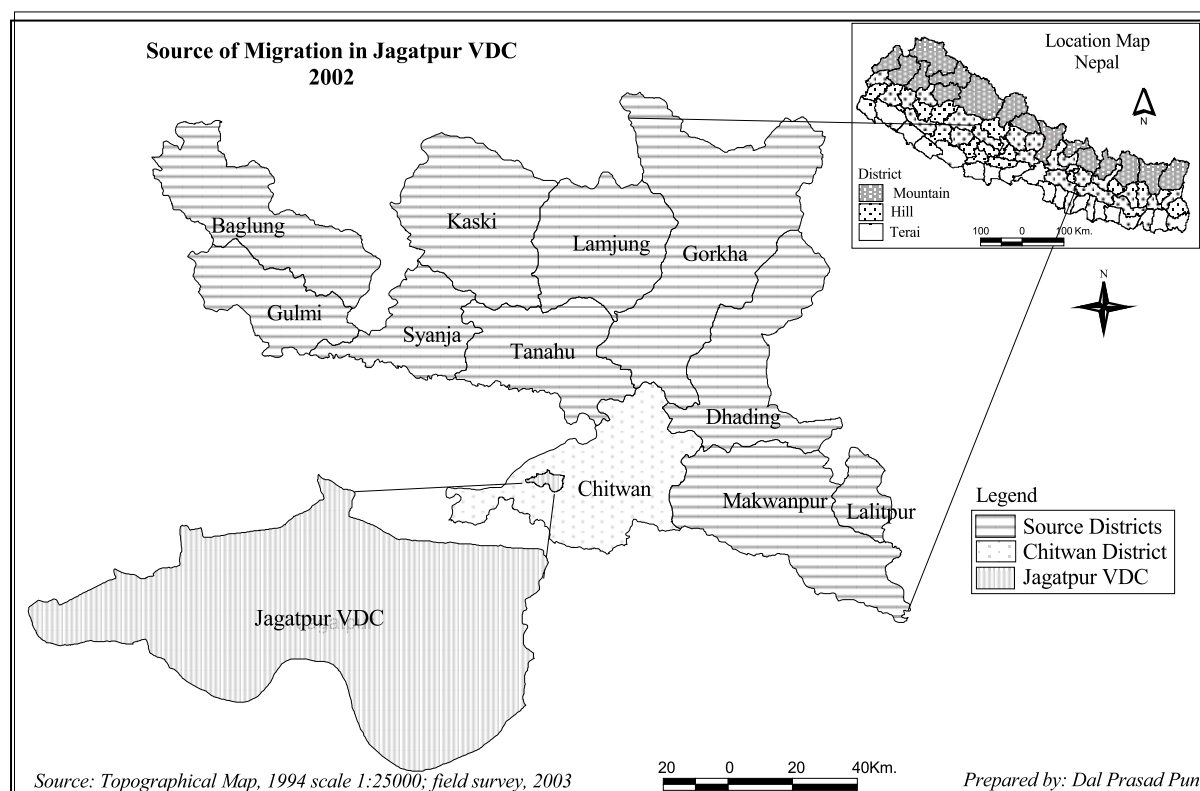 Source of Migration in Jagatpur VDC
2002
Location Map
Nepal
N
District
Mountain
Hill
Terai
100 0 100 Km.
N
Baglung
Kaski
Lamjung
Gorkha
Gulmi
Syanja
Tanahu
Dhading
Chitwan
Makwanpur
Lalitpur
Legend
Source Districts
Chitwan District
Jagatpur VDC
Jagatpur VDC
Source: Topographical Map, 1994 scale 1:25000; field survey, 2003
20 0 20 40Km.
Prepared by: Dal Prasad Pun